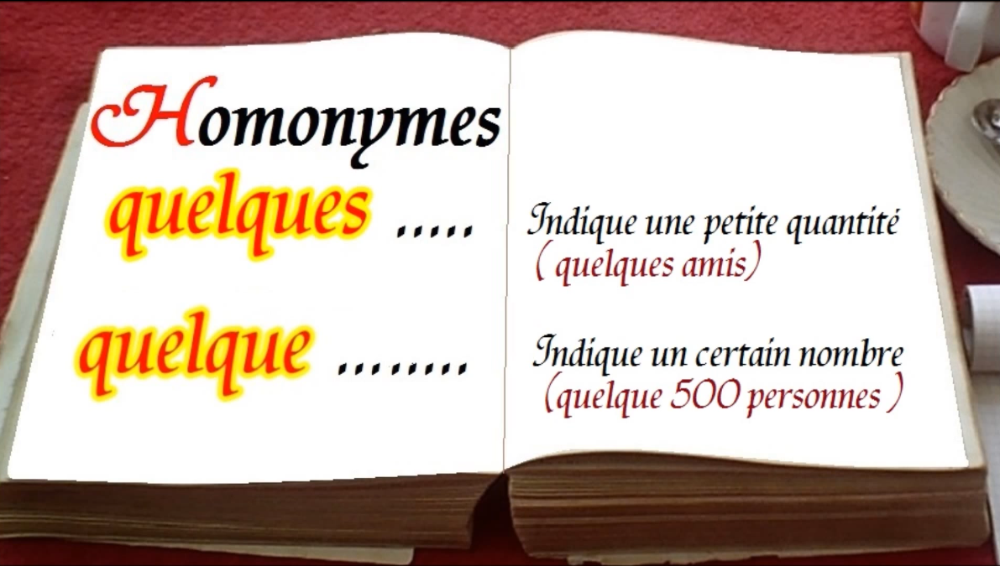 Homonymes
quelques .....
Indique une petite quantité
( quelques amis)
quelque ........
Indique un certain nombre
(quelque 500 personnes )